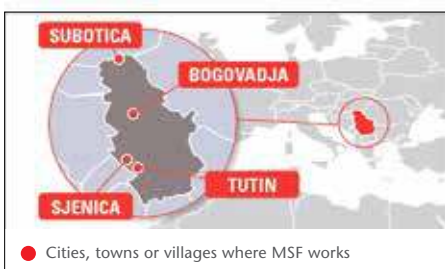 SUBOTICA
BOGOVADJA
TUTIN
SJENICA
Cities, towns or villages where MSF works